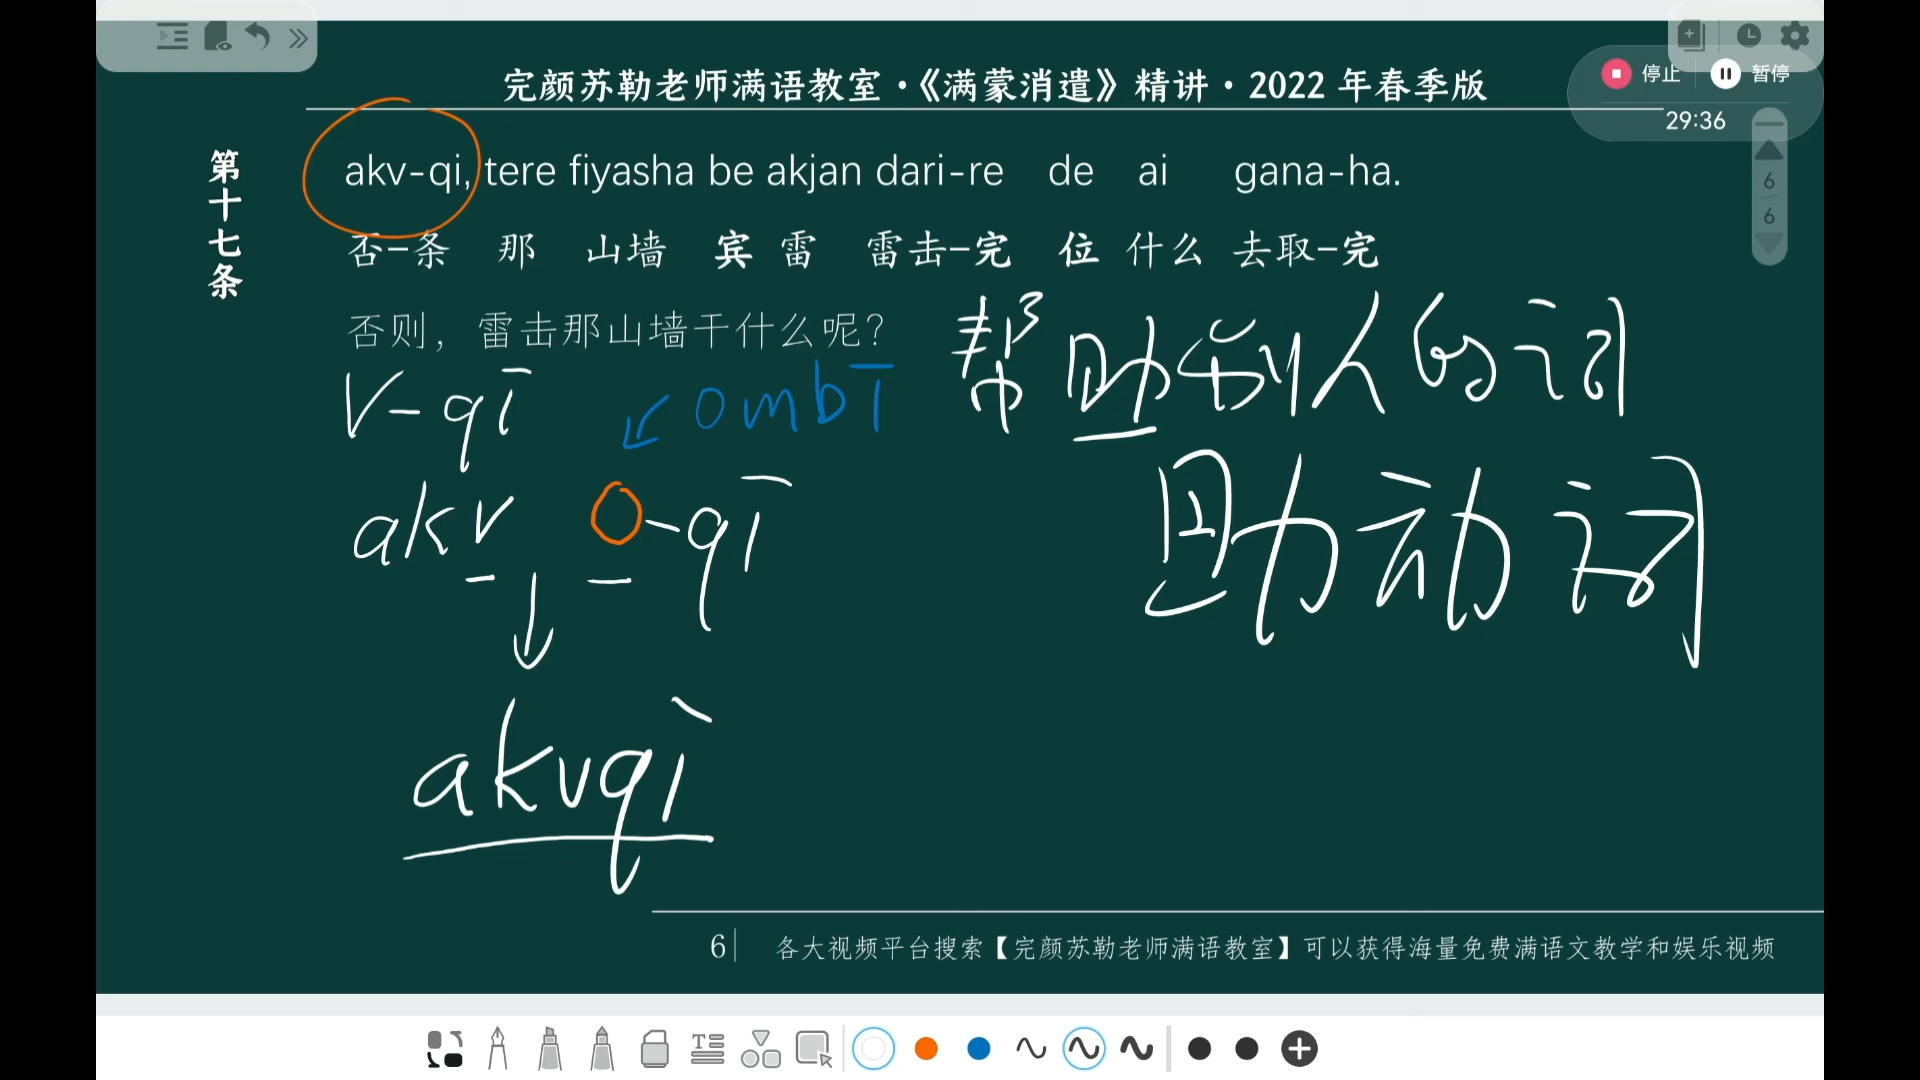 停止 暂停
29:36
完颜苏勒老师满语教室·《满蒙消遣》精讲·2022 年春季版
第十七条
akv-qi, tere fiyasha be akjan dari-re de ai gana-ha.
否-条 那 山墙 宾 雷 雷击-完 位 什么 去取-完
否则，雷击那山墙干什么呢？
帮助别人的词
v-qi
ombi
akv o-qi
助动词
akvqi
6
6
6 各大视频平台搜索【完颜苏勒老师满语教室】可以获得海量免费满语文教学和娱乐视频